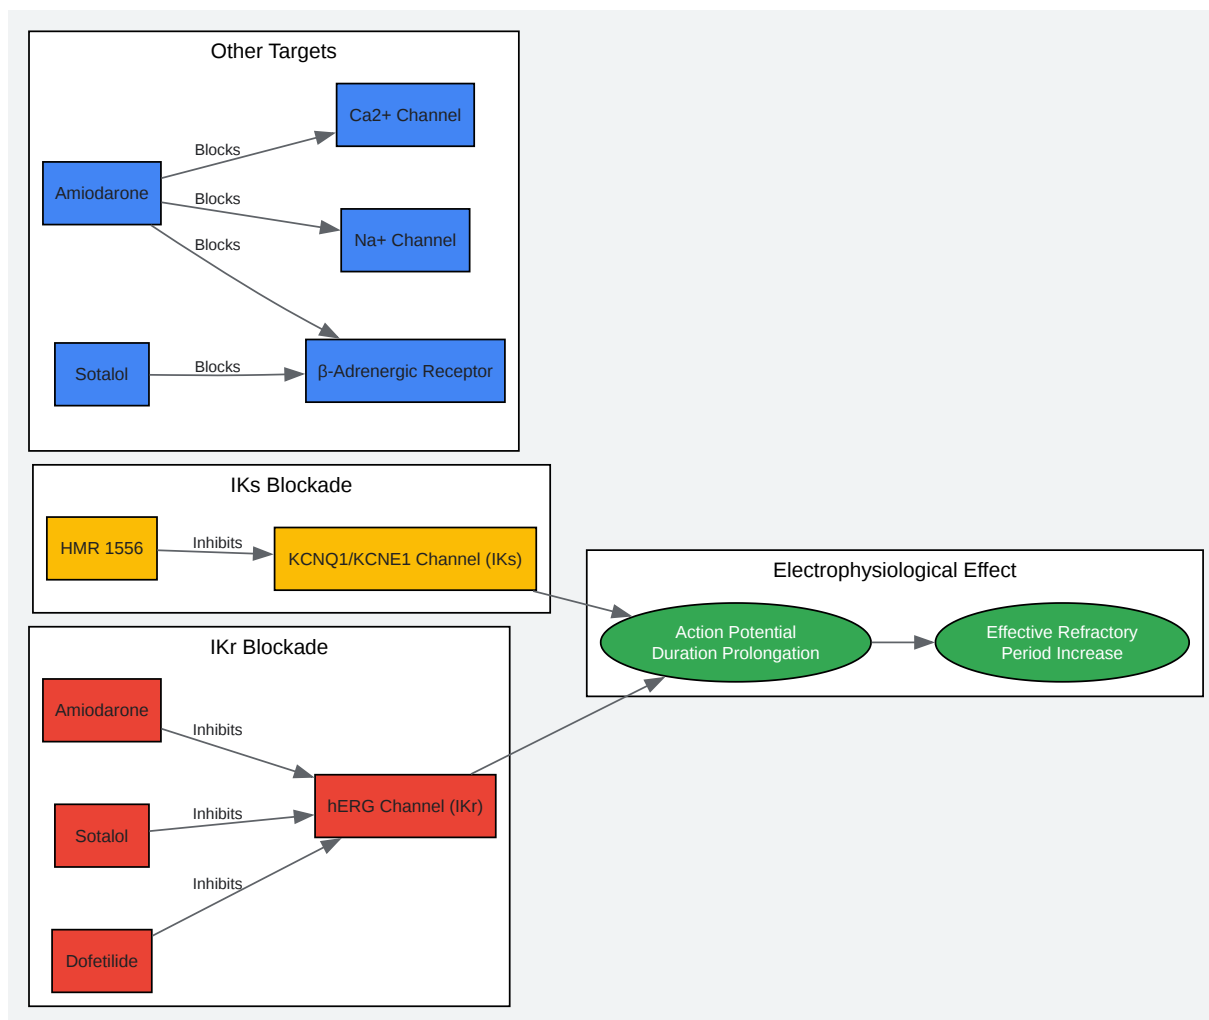 Other Targets
Ca2+ Channel
Blocks
Amiodarone
Blocks
Na+ Channel
Blocks
Sotalol
Blocks
β-Adrenergic Receptor
IKs Blockade
HMR 1556
Inhibits
KCNQ1/KCNE1 Channel (IKs)
Electrophysiological Effect
Action Potential
Duration Prolongation
Effective Refractory
Period Increase
IKr Blockade
Amiodarone
Inhibits
Sotalol
Inhibits
hERG Channel (IKr)
Inhibits
Dofetilide